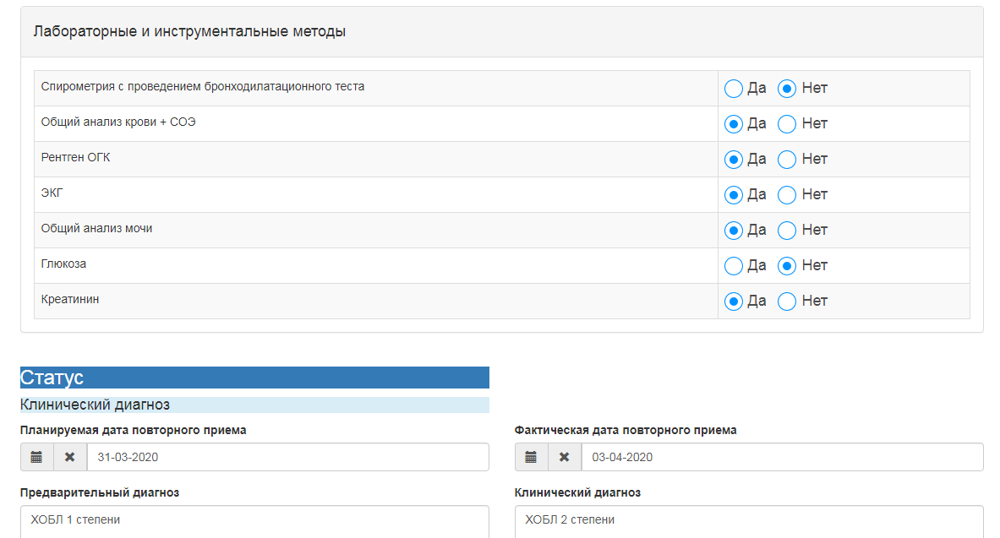 Лабораторные и инструментальные методы
Спирометрия с проведением бронходилатационного теста Да Нет
Общий анализ крови + СОЭ Да Нет
Рентген ОГК Да Нет
ЭКГ Да Нет
Общий анализ мочи Да Нет
Глюкоза Да Нет
Креатинин Да Нет
Статус
Клинический диагноз
Планируемая дата повторного приема Фактическая дата повторного приема
31-03-2020 03-04-2020
Предварительный диагноз Клинический диагноз
ХОБЛ 1 степени ХОБЛ 2 степени